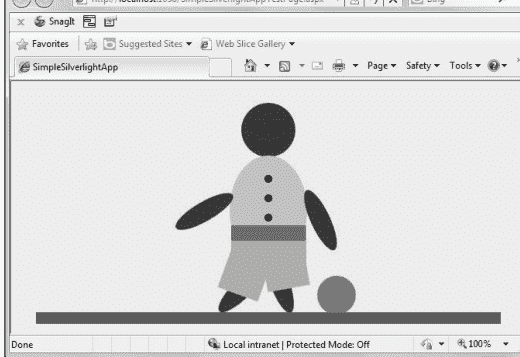 SnagIt
Favorites Suggested Sites Web Slice Gallery
SimpleSilverlightApp Page Safety Tools
Done Local intranet | Protected Mode: Off 100%